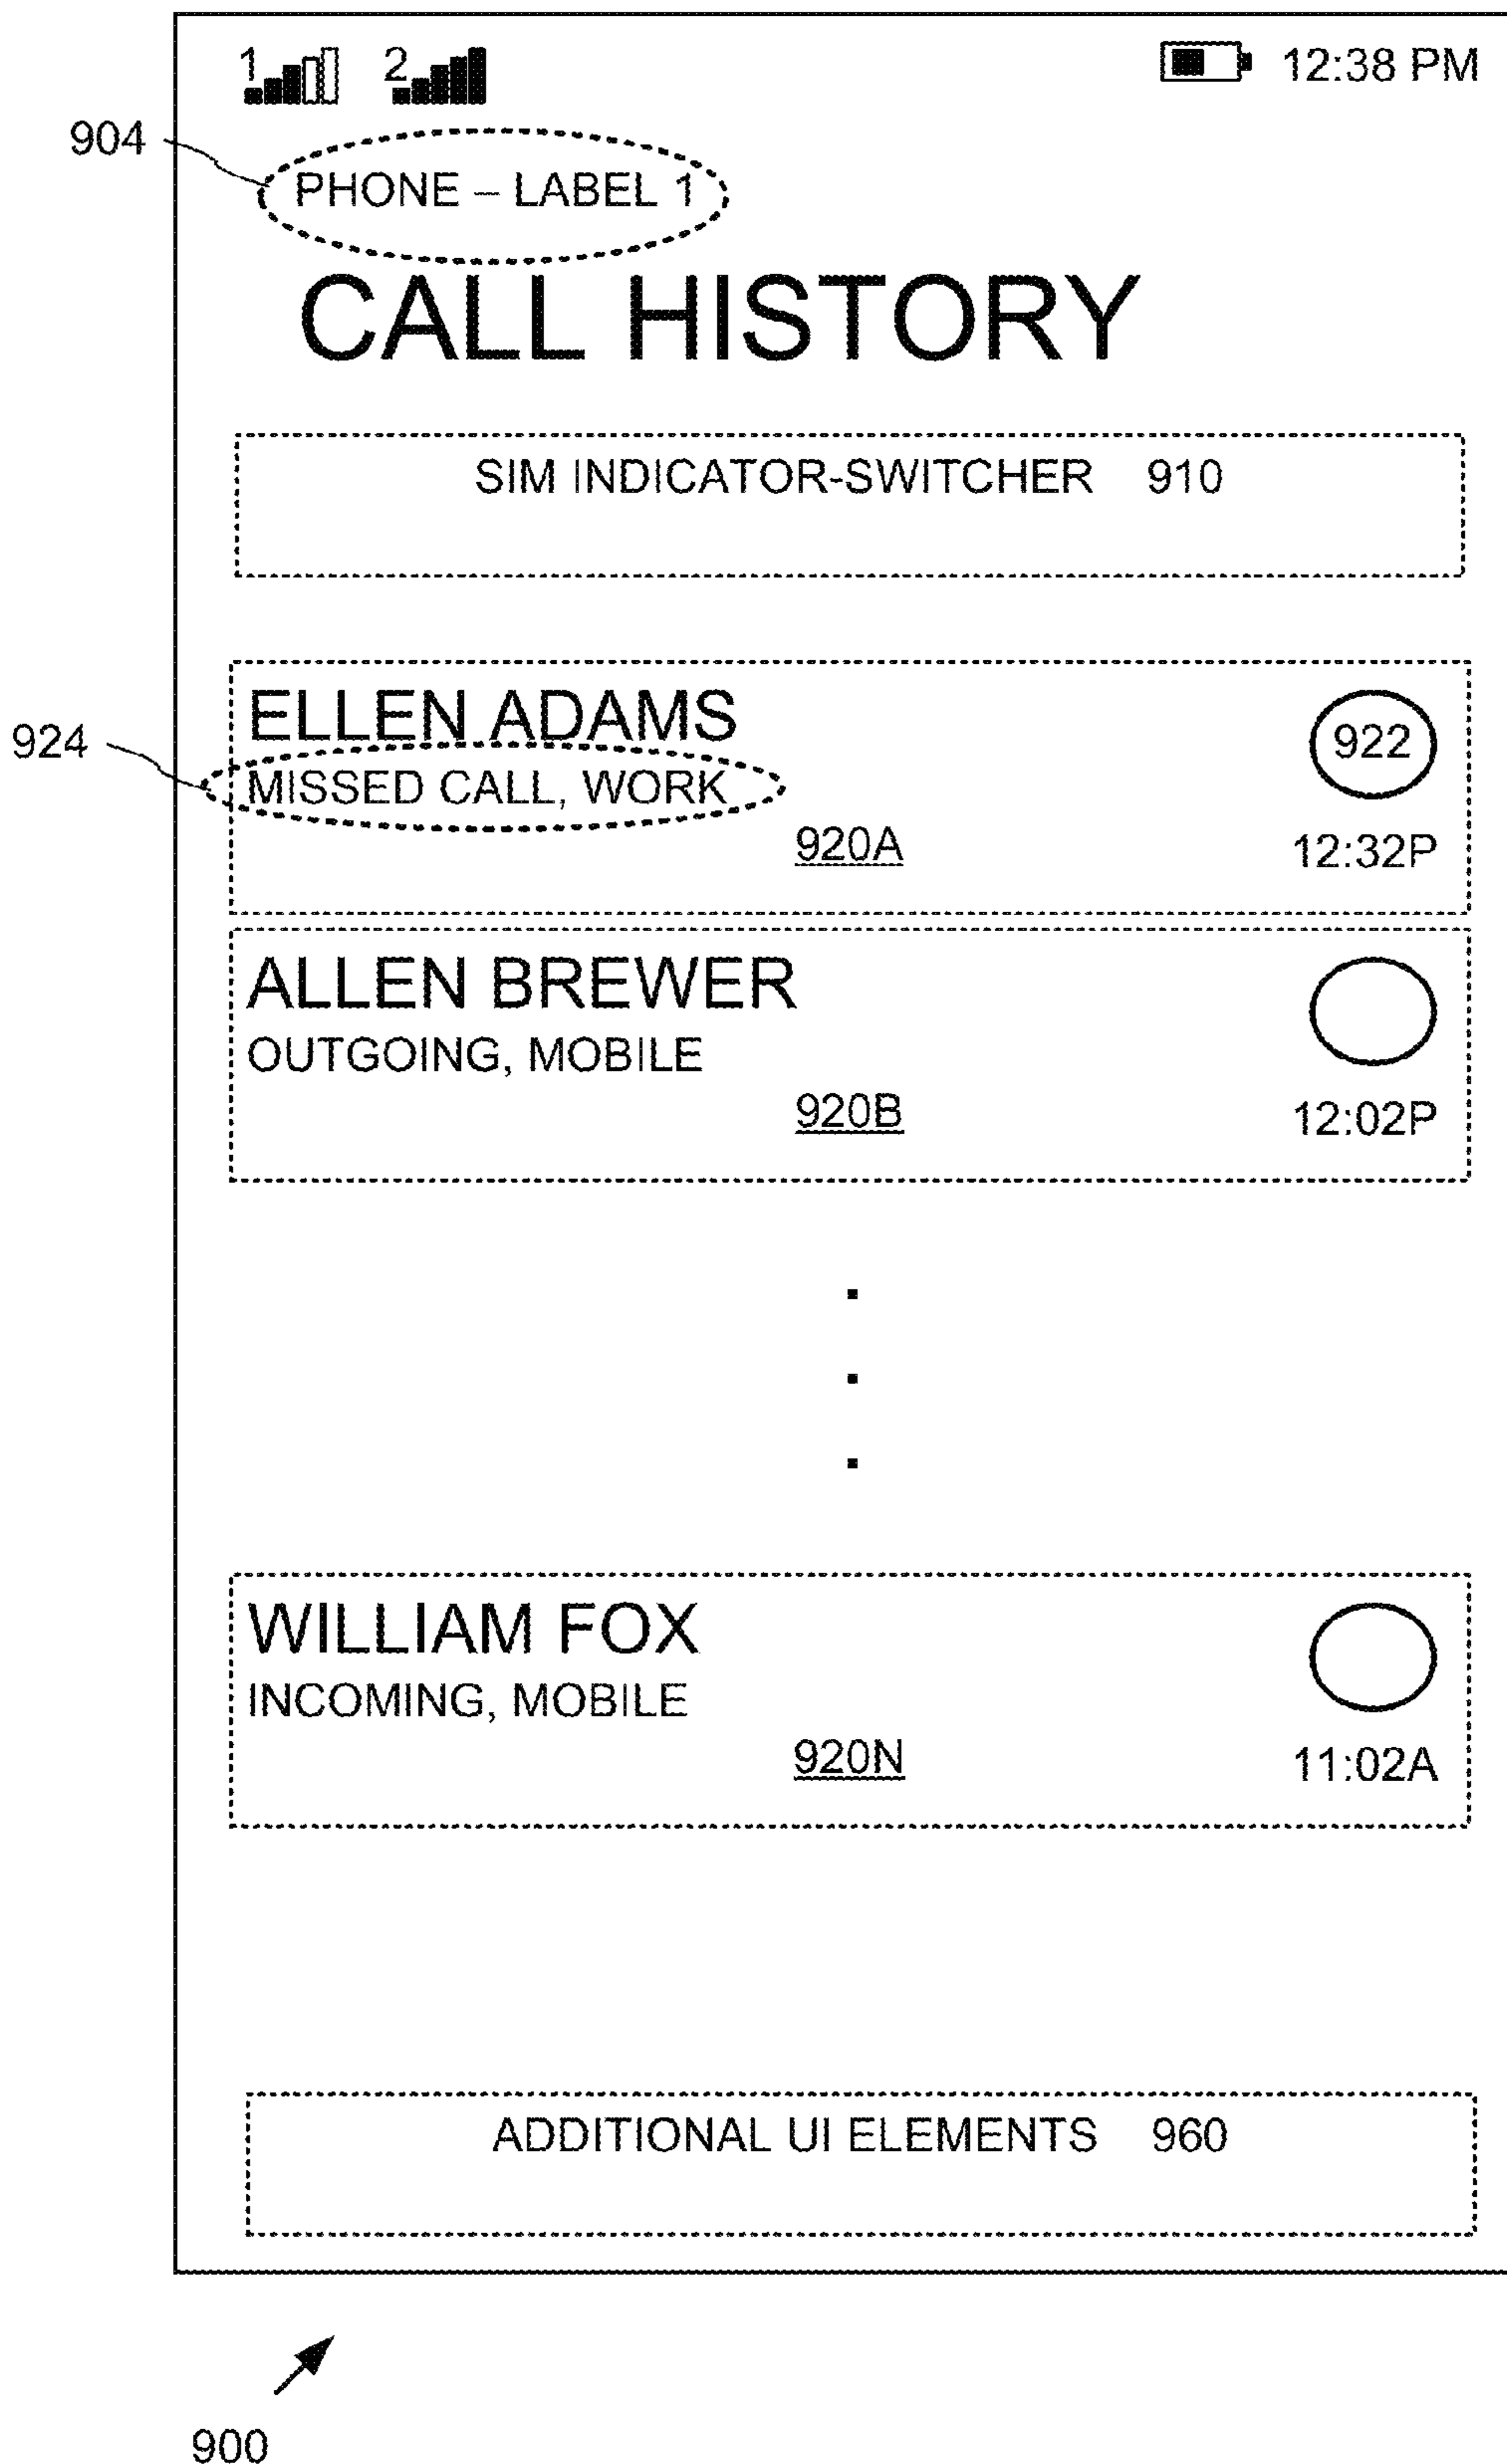 1 2 12:38 PM
904
PHONE – LABEL 1
CALL HISTORY
SIM INDICATOR-SWITCHER 910
ELLEN ADAMS
922
924
MISSED CALL, WORK
920A
12:32P
ALLEN BREWER
OUTGOING, MOBILE
920B
12:02P
WILLIAM FOX
INCOMING, MOBILE
920N
11:02A
ADDITIONAL UI ELEMENTS 960
900